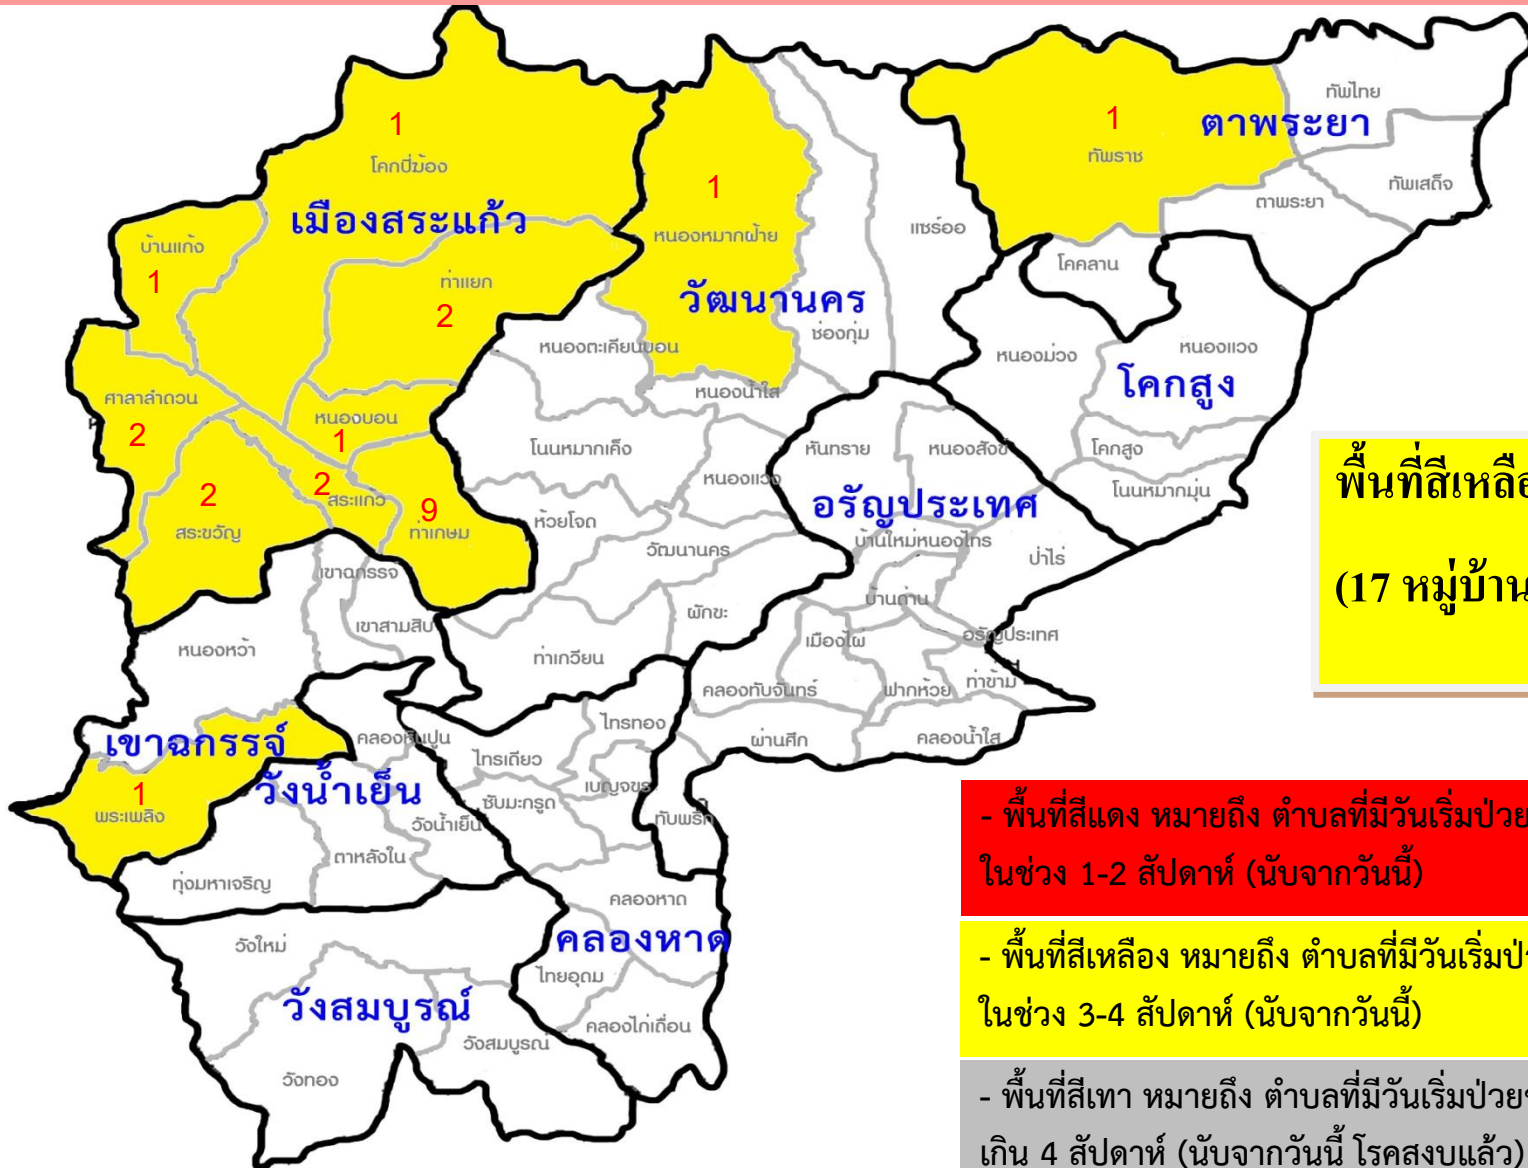 1
โคกปี่ฆ้อง
เมืองสระแก้ว
บ้านแก้ง
1
ท่าแยก
2
ศาลาลำดวน
2
หนองบอน
1
2
สระแก้ว
2
สระขวัญ
9
ท่าเกษม
1
หนองหมากฝ้าย
วัฒนานคร
แซร์ออ
ช่องกุ่ม
หนองตะเคียนบอน
หนองน้ำใส
โนนหมากเค็ง
หนองแวง
ห้วยโจด
วัฒนานคร
ผักขะ
ท่าเกวียน
1
ทัพราช
ตาพระยา
ทัพไทย
ทัพเสด็จ
ตาพระยา
โคคลาน
หนองม่วง
หนองแวง
โคกสูง
โคกสูง
โนนหมากมุ่น
หันทราย
หนองสังข์
อรัญประเทศ
บ้านใหม่หนองไทร
ป่าไร่
บ้านด่าน
เมืองไผ่
อรัญประเทศ
คลองทับจันทร์
ฟากห้วย
ท่าข้าม
ผ่านศึก
คลองน้ำใส
ทับพริก
เขาฉกรรจ์
เขาสามสิบ
หนองหว้า
เขาฉกรรจ์
1
พระเพลิง
คลองหินปูน
วังน้ำเย็น
วังน้ำเย็น
ตาหลังใน
ทุ่งมหาเจริญ
ไทรทอง
ไทรเดี่ยว
เบญจขร
ซับมะกรูด
คลองหาด
คลองหาด
ไทยอุดม
คลองไก่เถื่อน
วังใหม่
วังสมบูรณ์
วังสมบูรณ์
วังทอง
พื้นที่สีเหลือ
(17 หมู่บ้าน
- พื้นที่สีแดง หมายถึง ตำบลที่มีวันเริ่มป่วย
ในช่วง 1-2 สัปดาห์ (นับจากวันนี้)
- พื้นที่สีเหลือง หมายถึง ตำบลที่มีวันเริ่มป่ว
ในช่วง 3-4 สัปดาห์ (นับจากวันนี้)
- พื้นที่สีเทา หมายถึง ตำบลที่มีวันเริ่มป่วย
เกิน 4 สัปดาห์ (นับจากวันนี้ โรคสงบแล้ว)